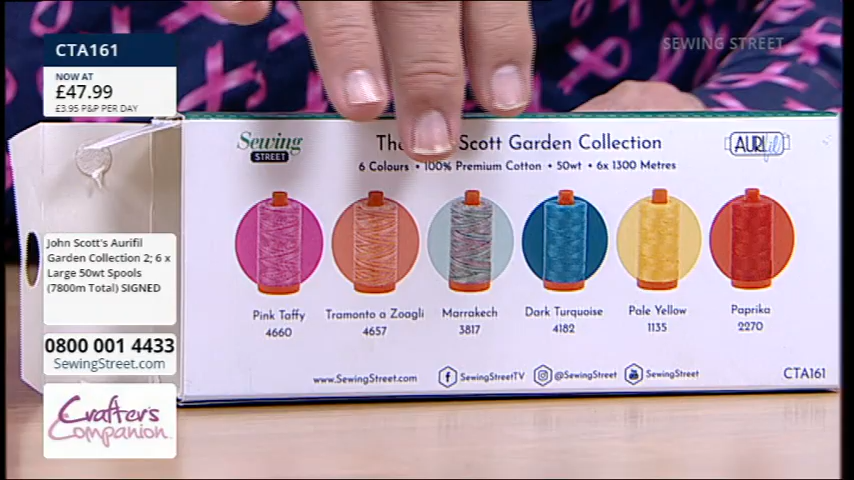 CTA161
NOW AT
£47.99
£3.95 P&P PER DAY
SEWING STREET
Sewing
STREET
The Scott Garden Collection
AURIfil
6 Colours • 100% Premium Cotton • 50wt • 6x 1300 Metres
John Scott's Aurifil
Garden Collection 2; 6 x
Large 50wt Spools
(7800m Total) SIGNED
Pink Taffy
4660
Tramonto a Zoagli
4657
Marrakech
3817
Dark Turquoise
4182
Pale Yellow
1135
Paprika
2270
0800 001 4433
SewingStreet.com
www.SewingStreet.com
SewingStreetTV
@SewingStreet
SewingStreet
CTA161
Crafter's
Companion